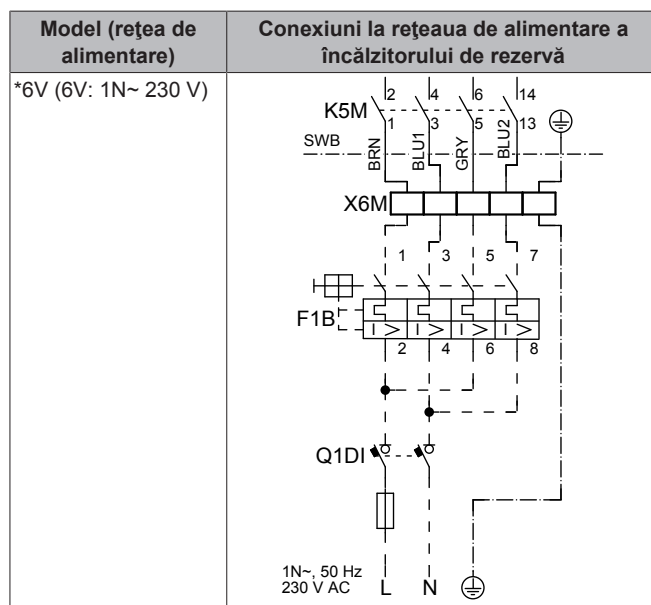 Model (reţea de alimentare)
Conexiuni la reţeaua de alimentare a încălzitorului de rezervă
*6V (6V: 1N~ 230 V)
2 4 6 14
K5M
1 3 5 13
SWB
BRN BLU1 GRY BLU2
X6M
1 3 5 7
F1B
I > I > I > I >
2 4 6 8
Q1DI
1N~, 50 Hz
230 V AC
L N